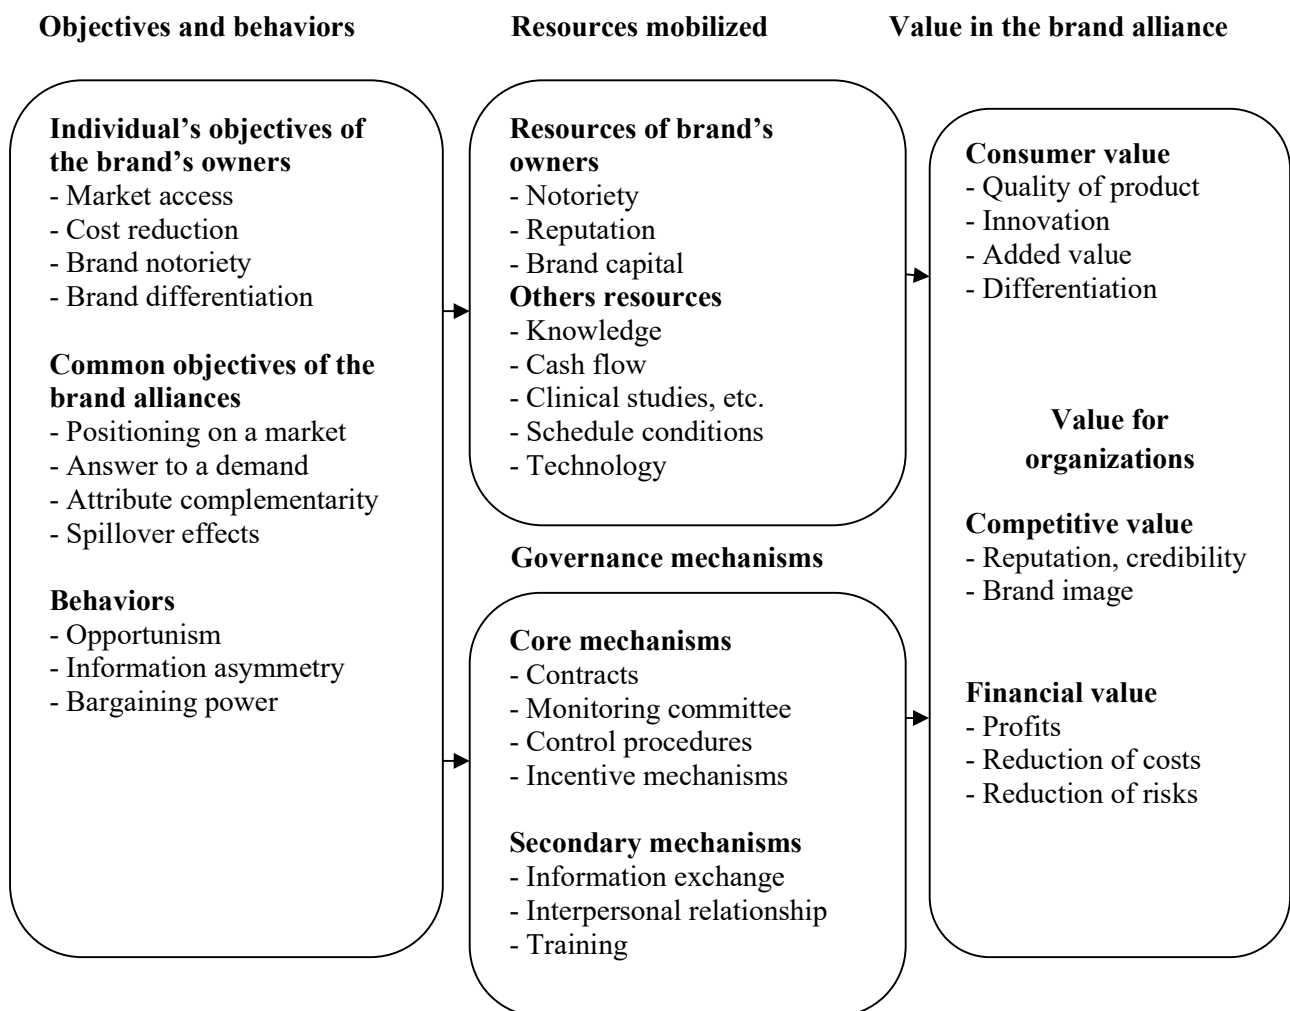 Objectives and behaviors
Resources mobilized
Value in the brand alliance
Individual’s objectives of
the brand’s owners
- Market access
- Cost reduction
- Brand notoriety
- Brand differentiation
Common objectives of the
brand alliances
- Positioning on a market
- Answer to a demand
- Attribute complementarity
- Spillover effects
Behaviors
- Opportunism
- Information asymmetry
- Bargaining power
Resources of brand’s
owners
- Notoriety
- Reputation
- Brand capital
Others resources
- Knowledge
- Cash flow
- Clinical studies, etc.
- Schedule conditions
- Technology
Governance mechanisms
Core mechanisms
- Contracts
- Monitoring committee
- Control procedures
- Incentive mechanisms
Secondary mechanisms
- Information exchange
- Interpersonal relationship
- Training
Consumer value
- Quality of product
- Innovation
- Added value
- Differentiation
Value for
organizations
Competitive value
- Reputation, credibility
- Brand image
Financial value
- Profits
- Reduction of costs
- Reduction of risks